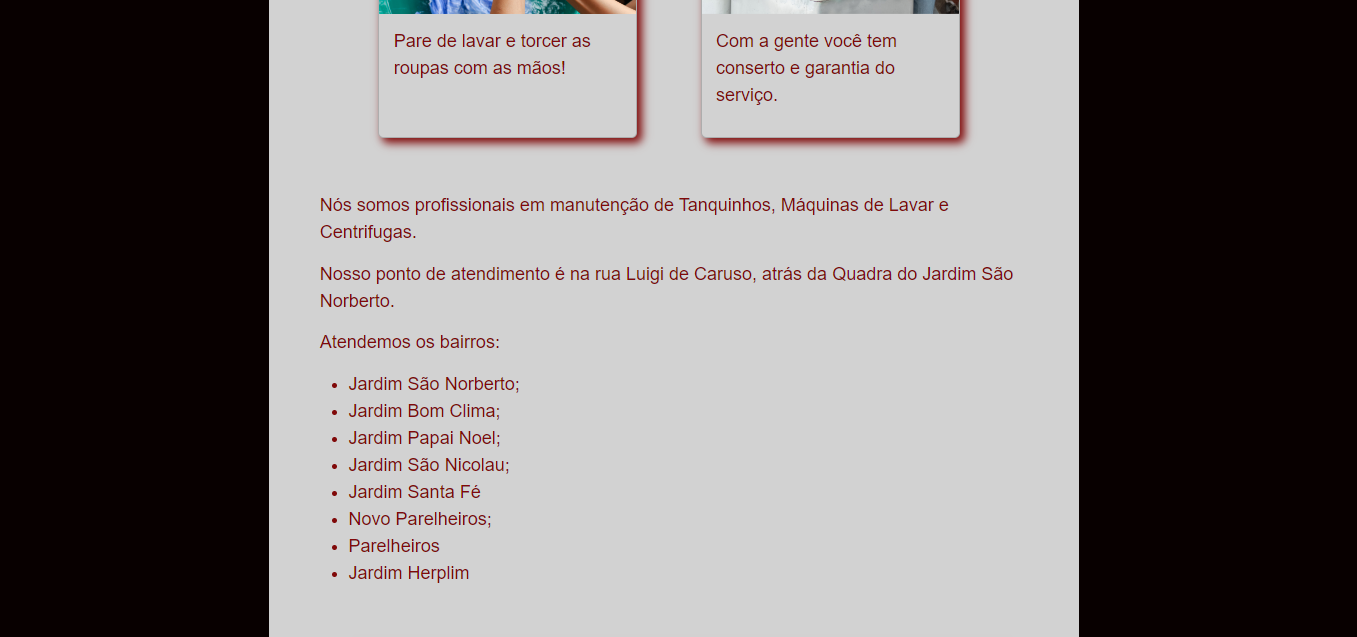 Pare de lavar e torcer as
roupas com as mãos!
Com a gente você tem
conserto e garantia do
serviço.
Nós somos profissionais em manutenção de Tanquinhos, Máquinas de Lavar e
Centrifugas.
Nosso ponto de atendimento é na rua Luigi de Caruso, atrás da Quadra do Jardim São
Norberto.
Atendemos os bairros:
• Jardim São Norberto;
• Jardim Bom Clima;
• Jardim Papai Noel;
• Jardim São Nicolau;
• Jardim Santa Fé
• Novo Parelheiros;
• Parelheiros
• Jardim Herplim